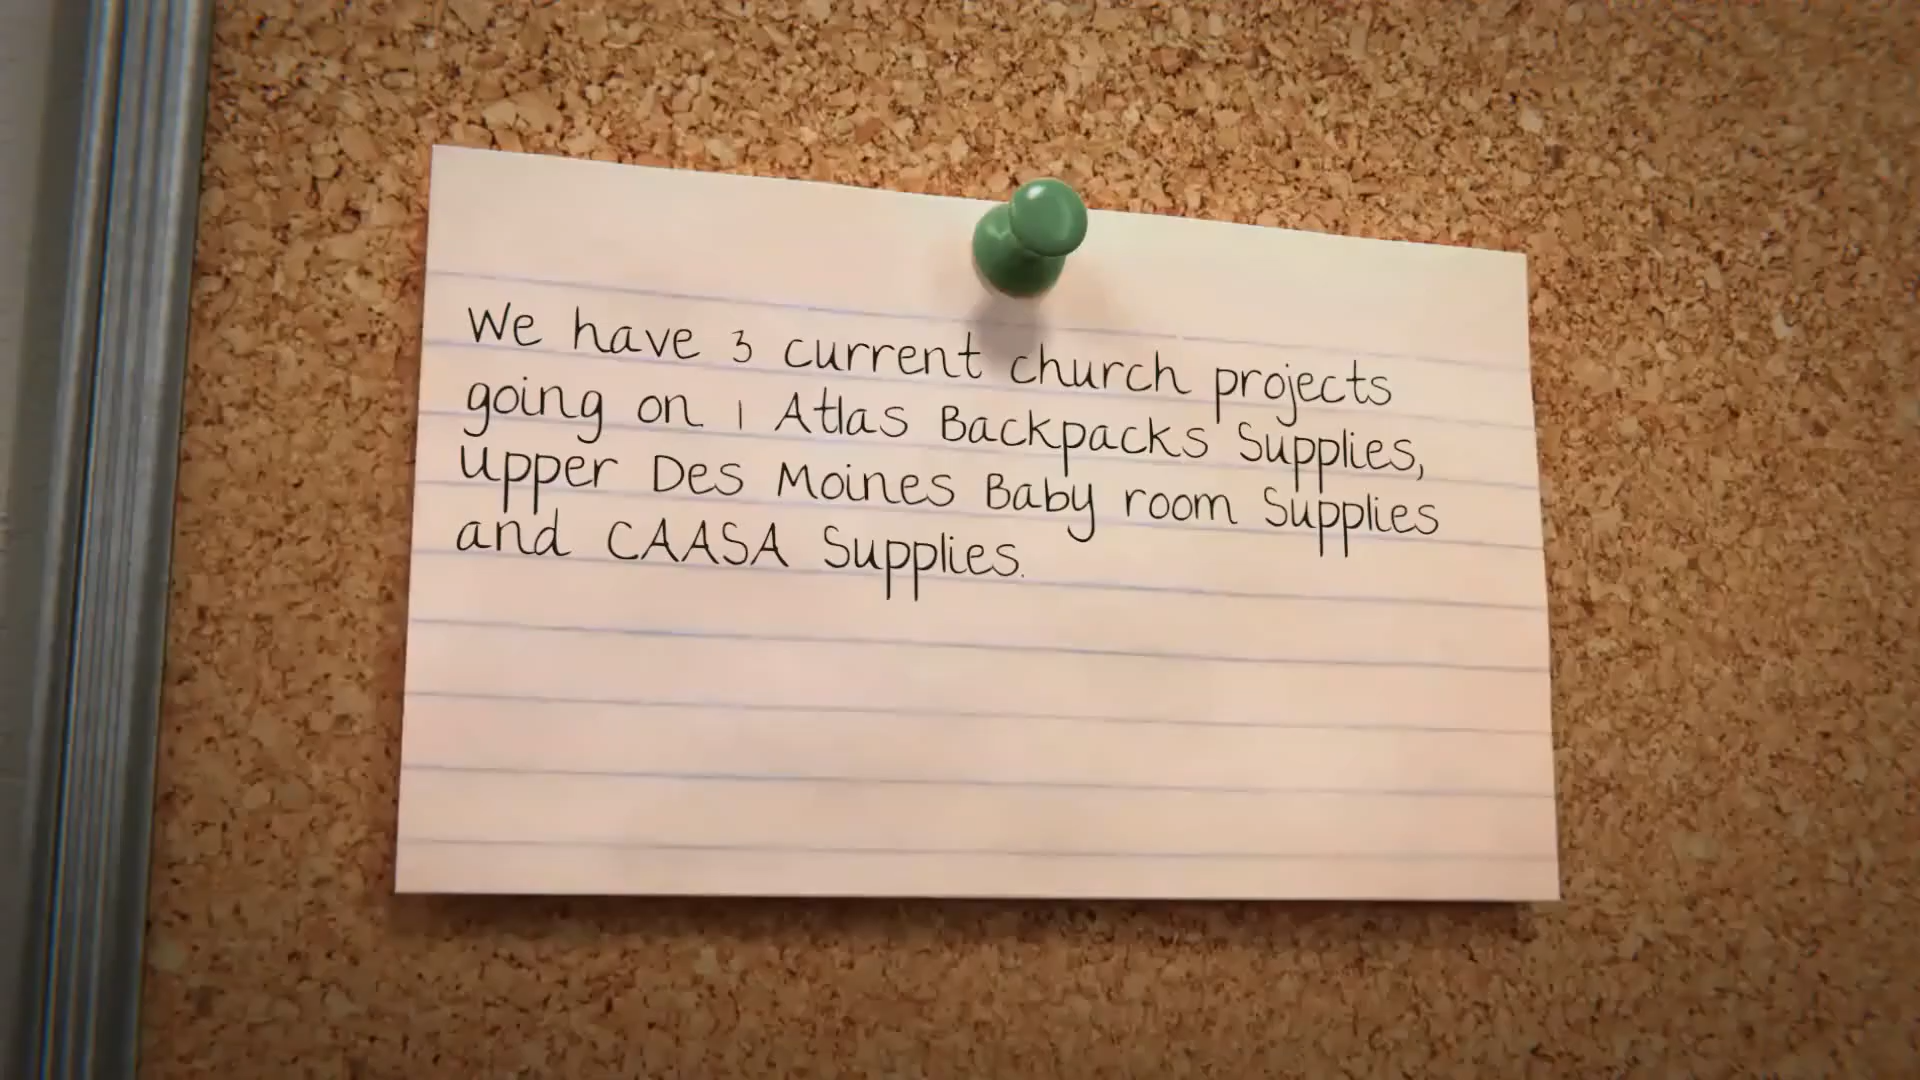 We have 3 current church projects
going on 1 Atlas Backpacks Supplies,
upper Des Moines Baby room Supplies
and CAASA Supplies.